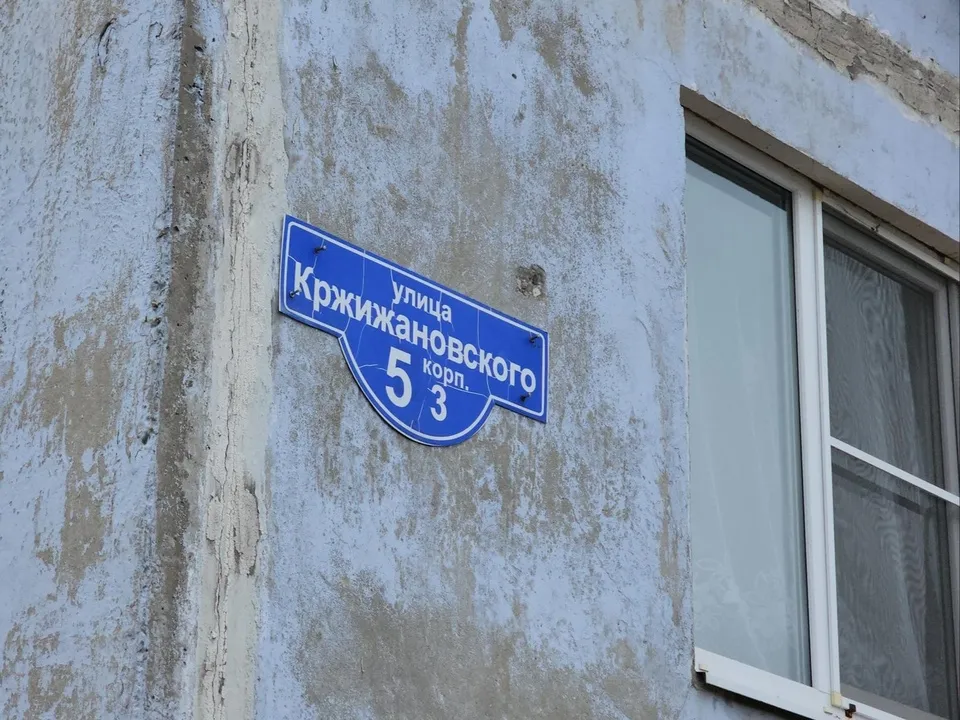 улица
Кржижановского
5 корп.
3